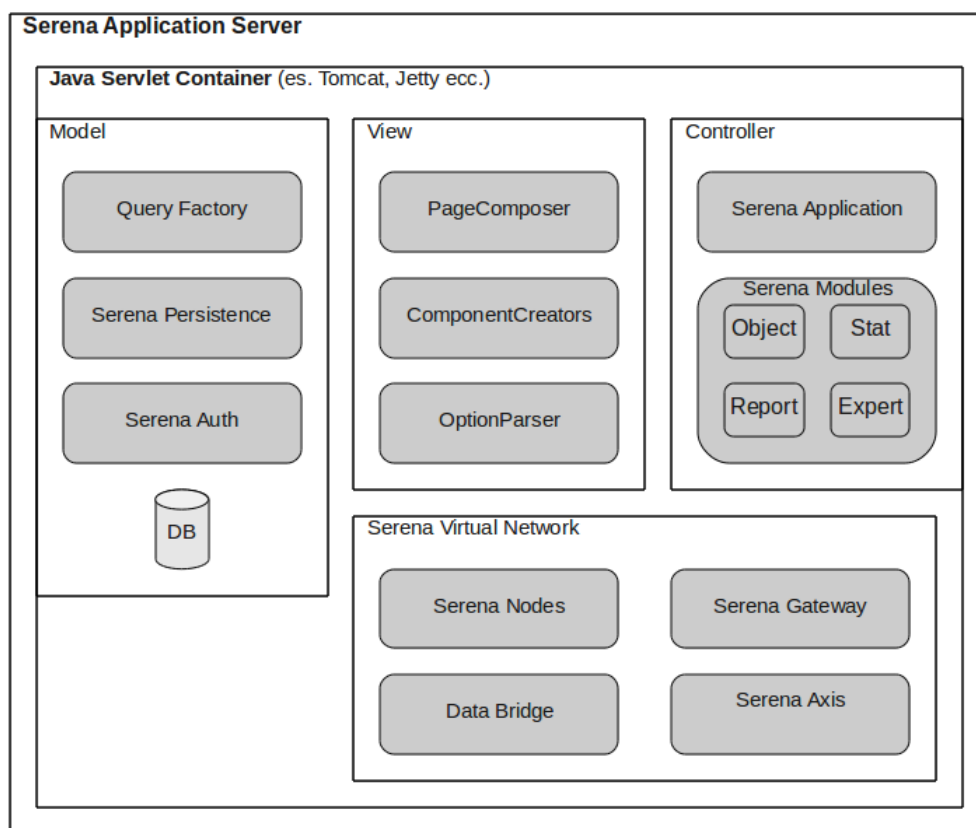 Serena Application Server
Java Servlet Container (es. Tomcat, Jetty ecc.)
Model
Query Factory
Serena Persistence
Serena Auth
DB
View
PageComposer
ComponentCreators
OptionParser
Controller
Serena Application
Serena Modules
Object
Stat
Report
Expert
Serena Virtual Network
Serena Nodes
Serena Gateway
Data Bridge
Serena Axis